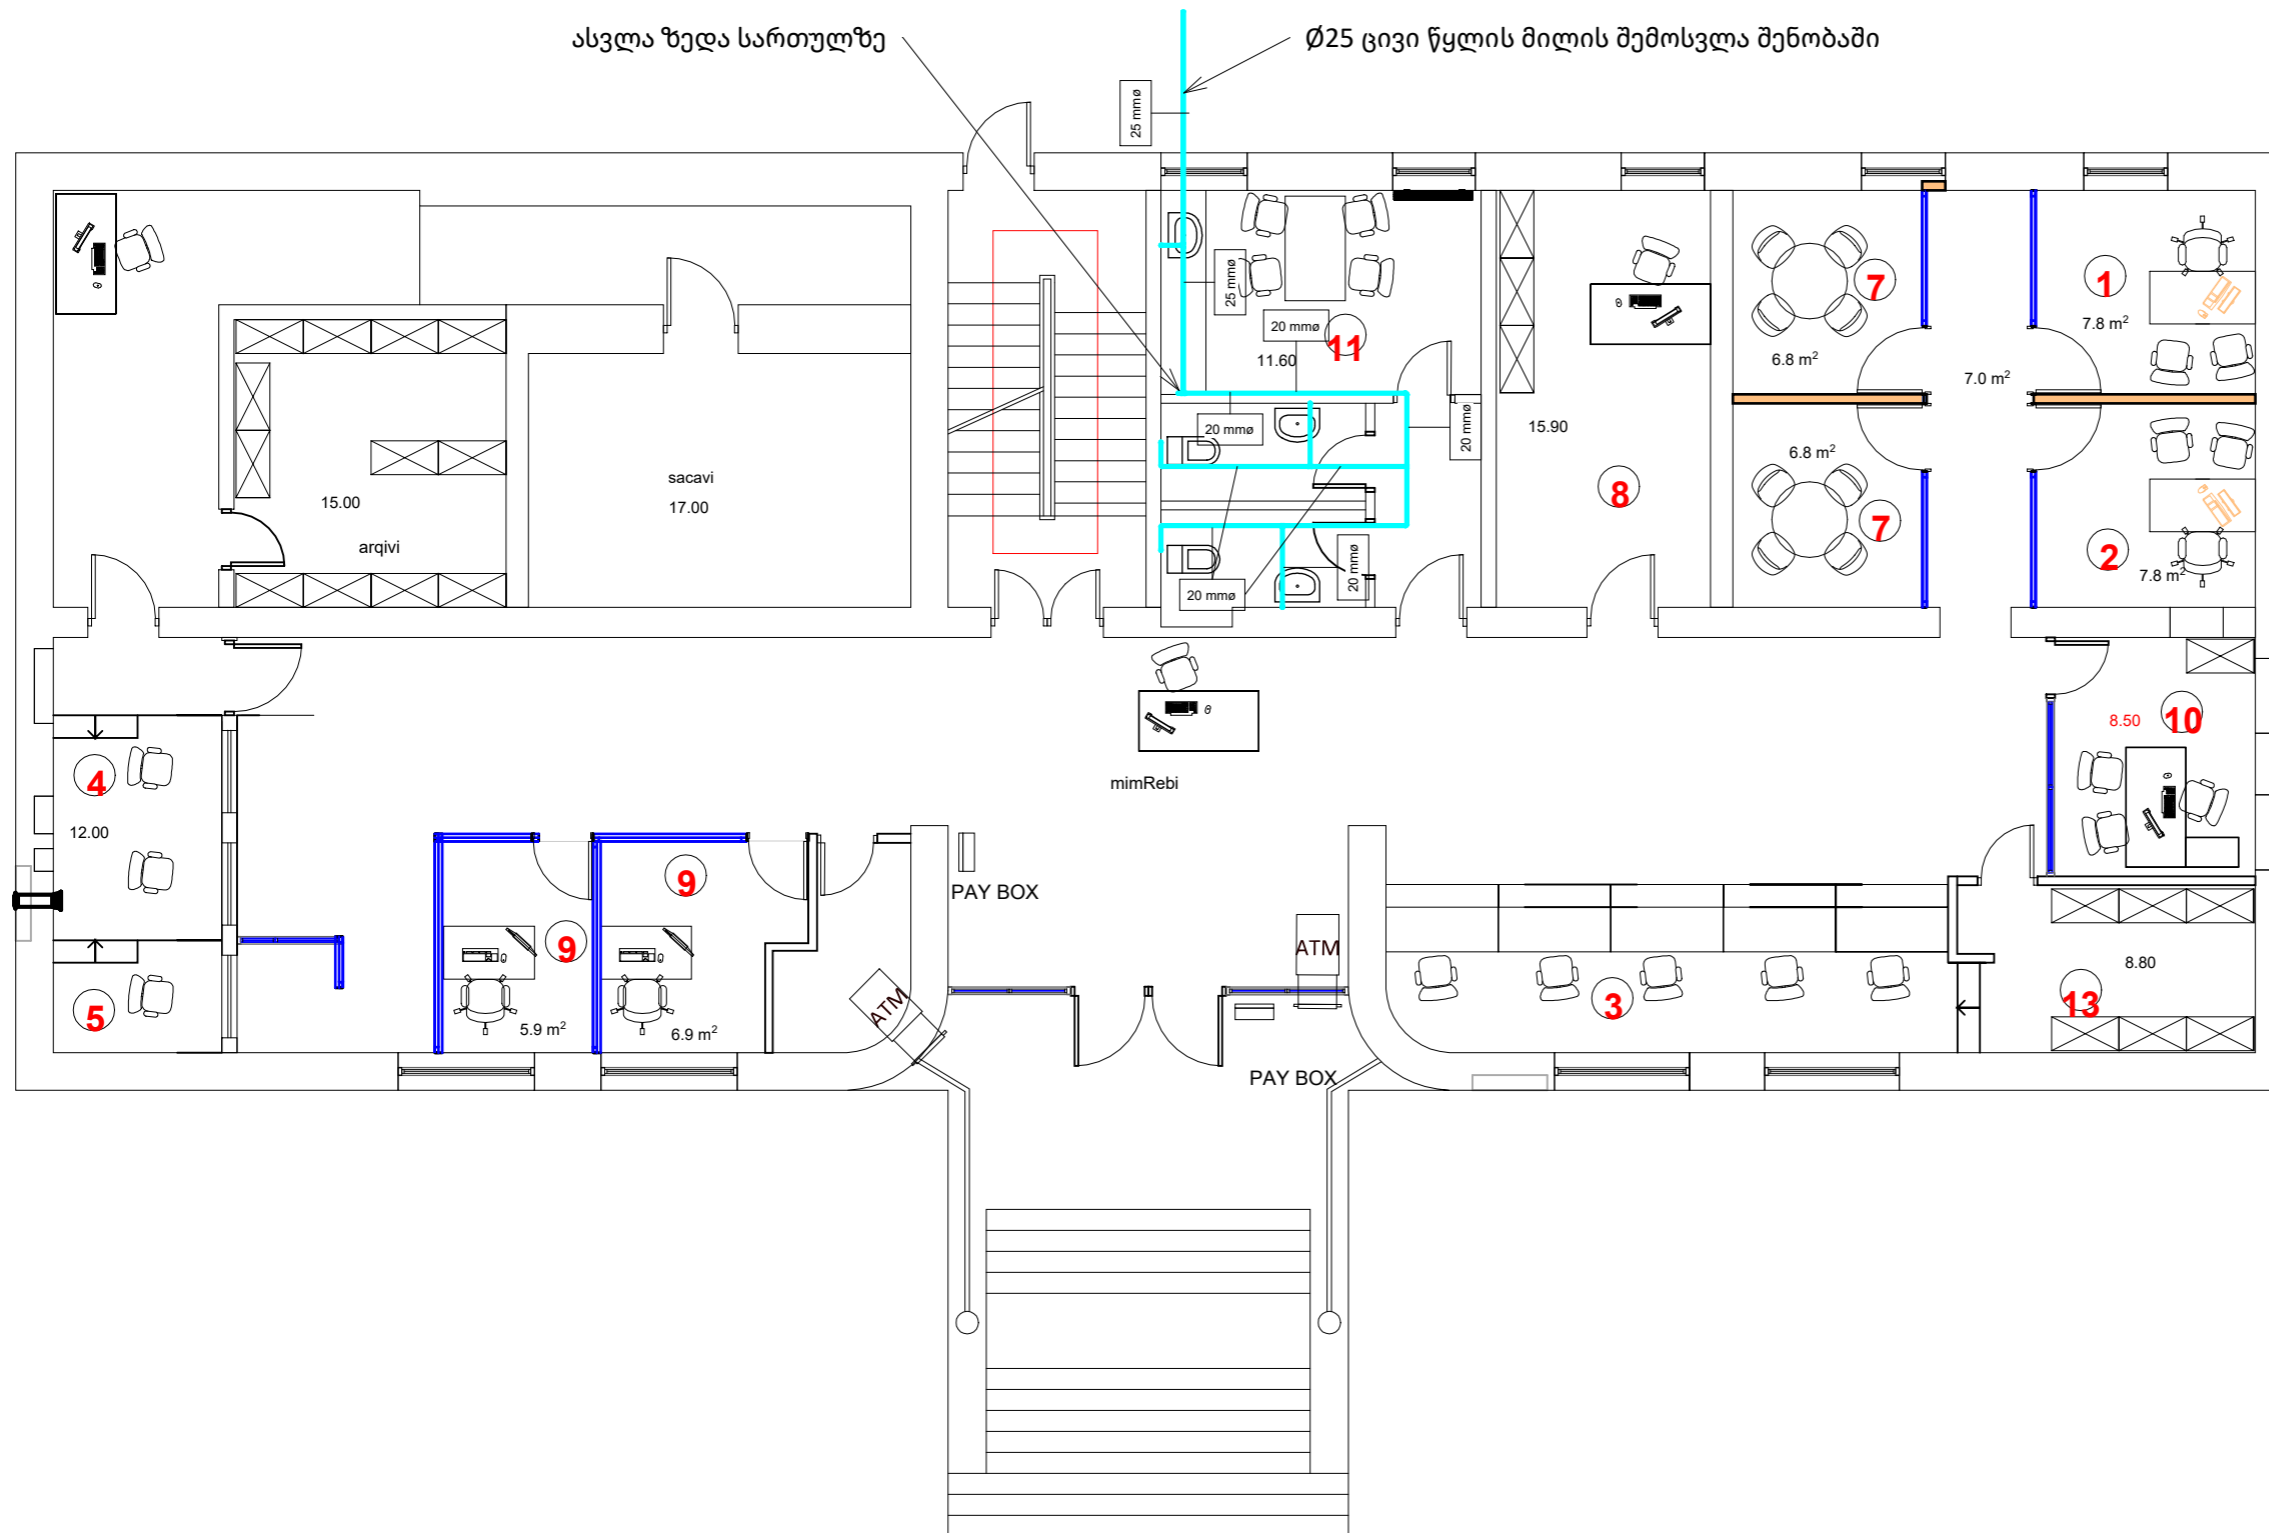 ასვლა ზედა სართულზე
Ø25 ცივი წყლის მილის შემოსვლა შენობაში
25 mmø
25 mmø
20 mmø
11
11.60
20 mmø
20 mmø
20 mmø
20 mmø
7
6.8 m²
1
7.8 m²
7.0 m²
15.90
8
6.8 m²
7
2
7.8 m²
sacavi
17.00
15.00
arqivi
8.50
10
mimRebi
4
12.00
9
9
5.9 m²
6.9 m²
5
PAY BOX
ATM
ATM
PAY BOX
3
8.80
13